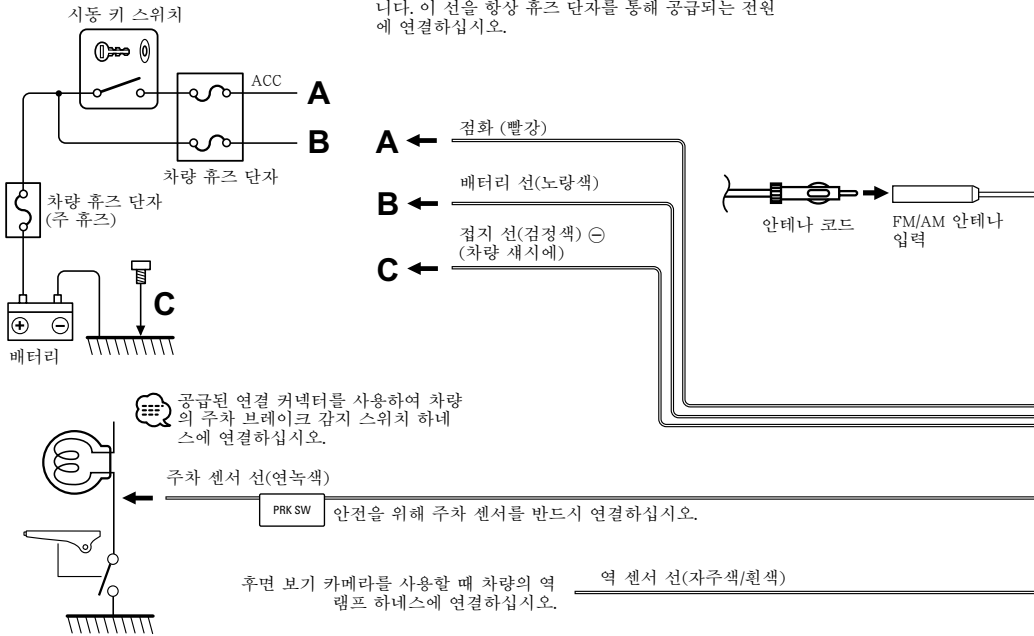 니다. 이 선을 항상 휴즈 단자를 통해 공급되는 전원
에 연결하십시오.
시동 키 스위치
ACC
A
B
차량 휴즈 단자
차량 휴즈 단자
(주 휴즈)
C
배터리
A
점화 (빨강)
B
배터리 선(노랑색)
접지 선(검정색) ⊖
(차량 섀시에)
C
안테나 코드
FM/AM 안테나
입력
공급된 연결 커넥터를 사용하여 차량
의 주차 브레이크 감지 스위치 하네
스에 연결하십시오.
주차 센서 선(연녹색)
PRK SW
안전을 위해 주차 센서를 반드시 연결하십시오.
후면 보기 카메라를 사용할 때 차량의 역
램프 하네스에 연결하십시오.
역 센서 선(자주색/흰색)